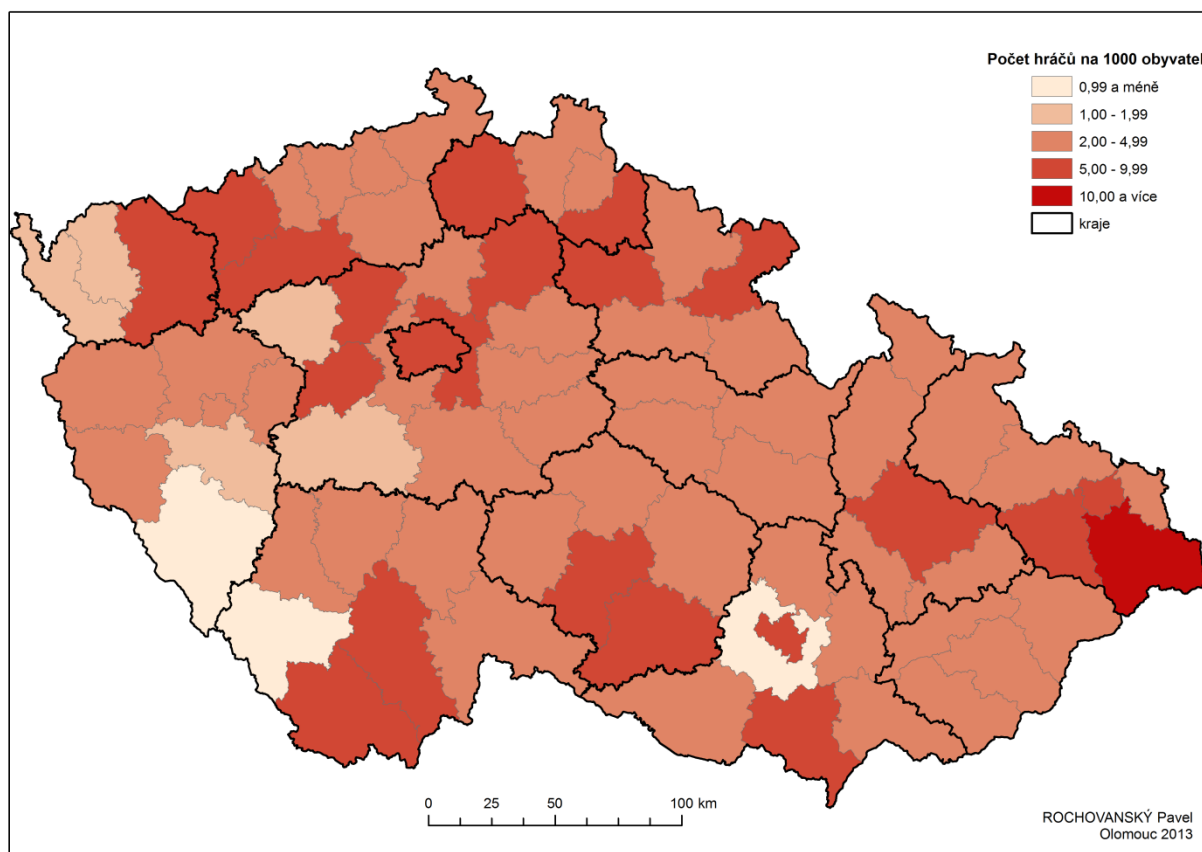 Počet hráčů na 1000 obyvatel
0,99 a méně
1,00 - 1,99
2,00 - 4,99
5,00 - 9,99
10,00 a více
kraje
0 25 50 100 km
ROCHOVANSKÝ Pavel
Olomouc 2013